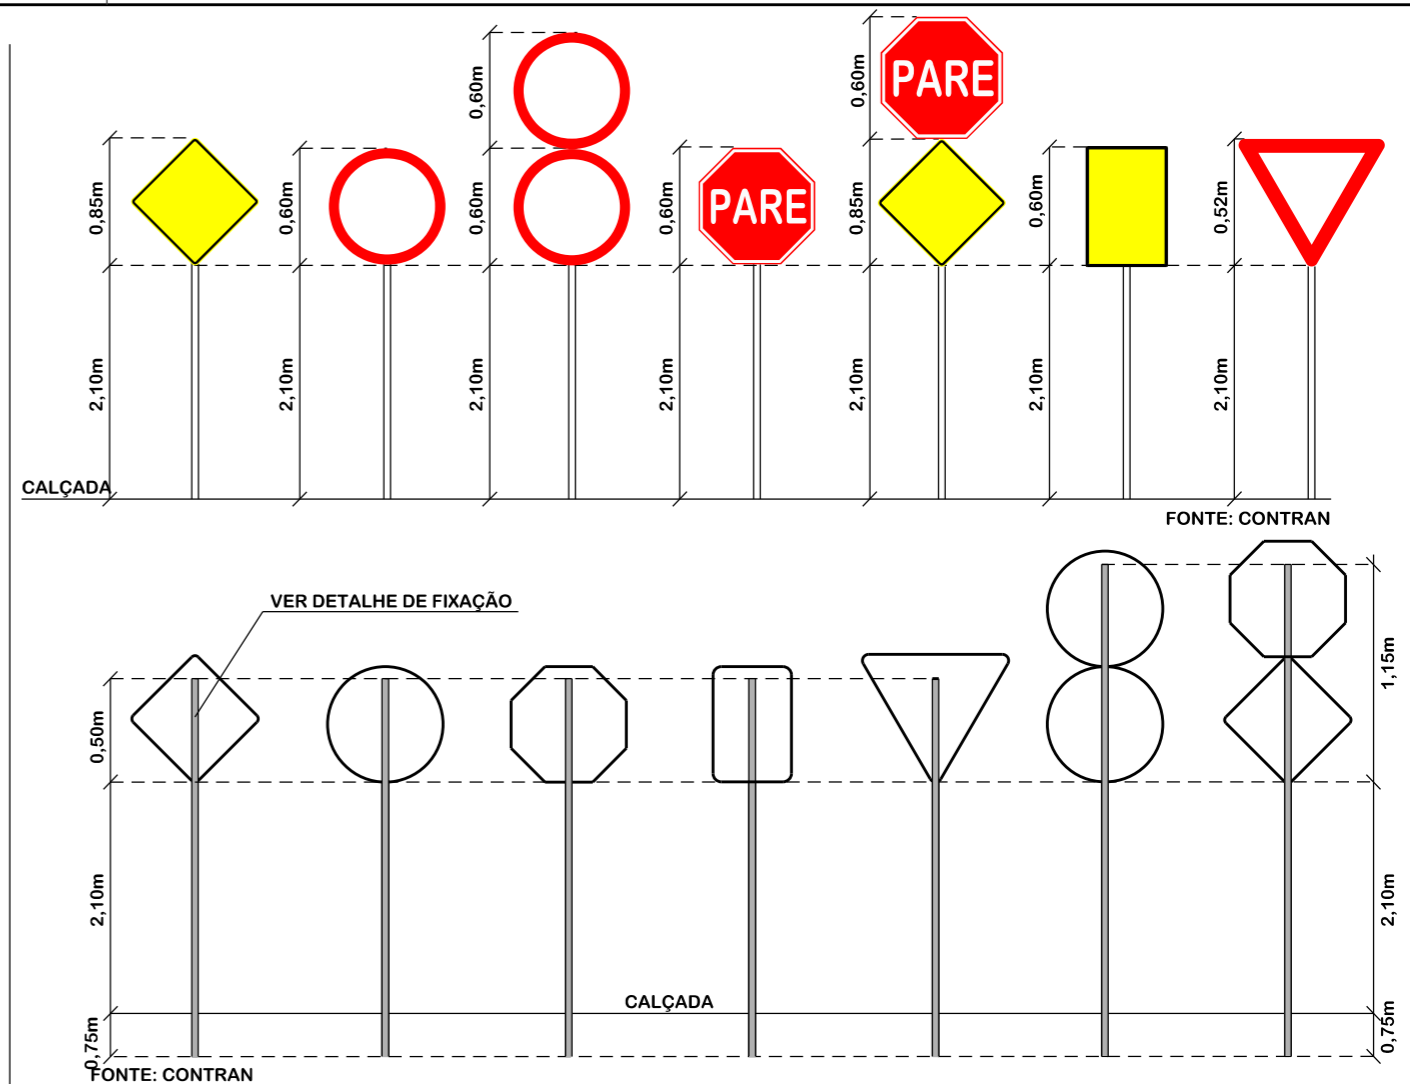 0,60m
0,60m
PARE
0,85m
0,60m
0,60m
0,60m
PARE
0,85m
0,60m
0,52m
2,10m
2,10m
2,10m
2,10m
2,10m
2,10m
2,10m
CALÇADA
FONTE: CONTRAN
VER DETALHE DE FIXAÇÃO
0,50m
1,15m
2,10m
2,10m
CALÇADA
0,75m
0,75m
FONTE: CONTRAN